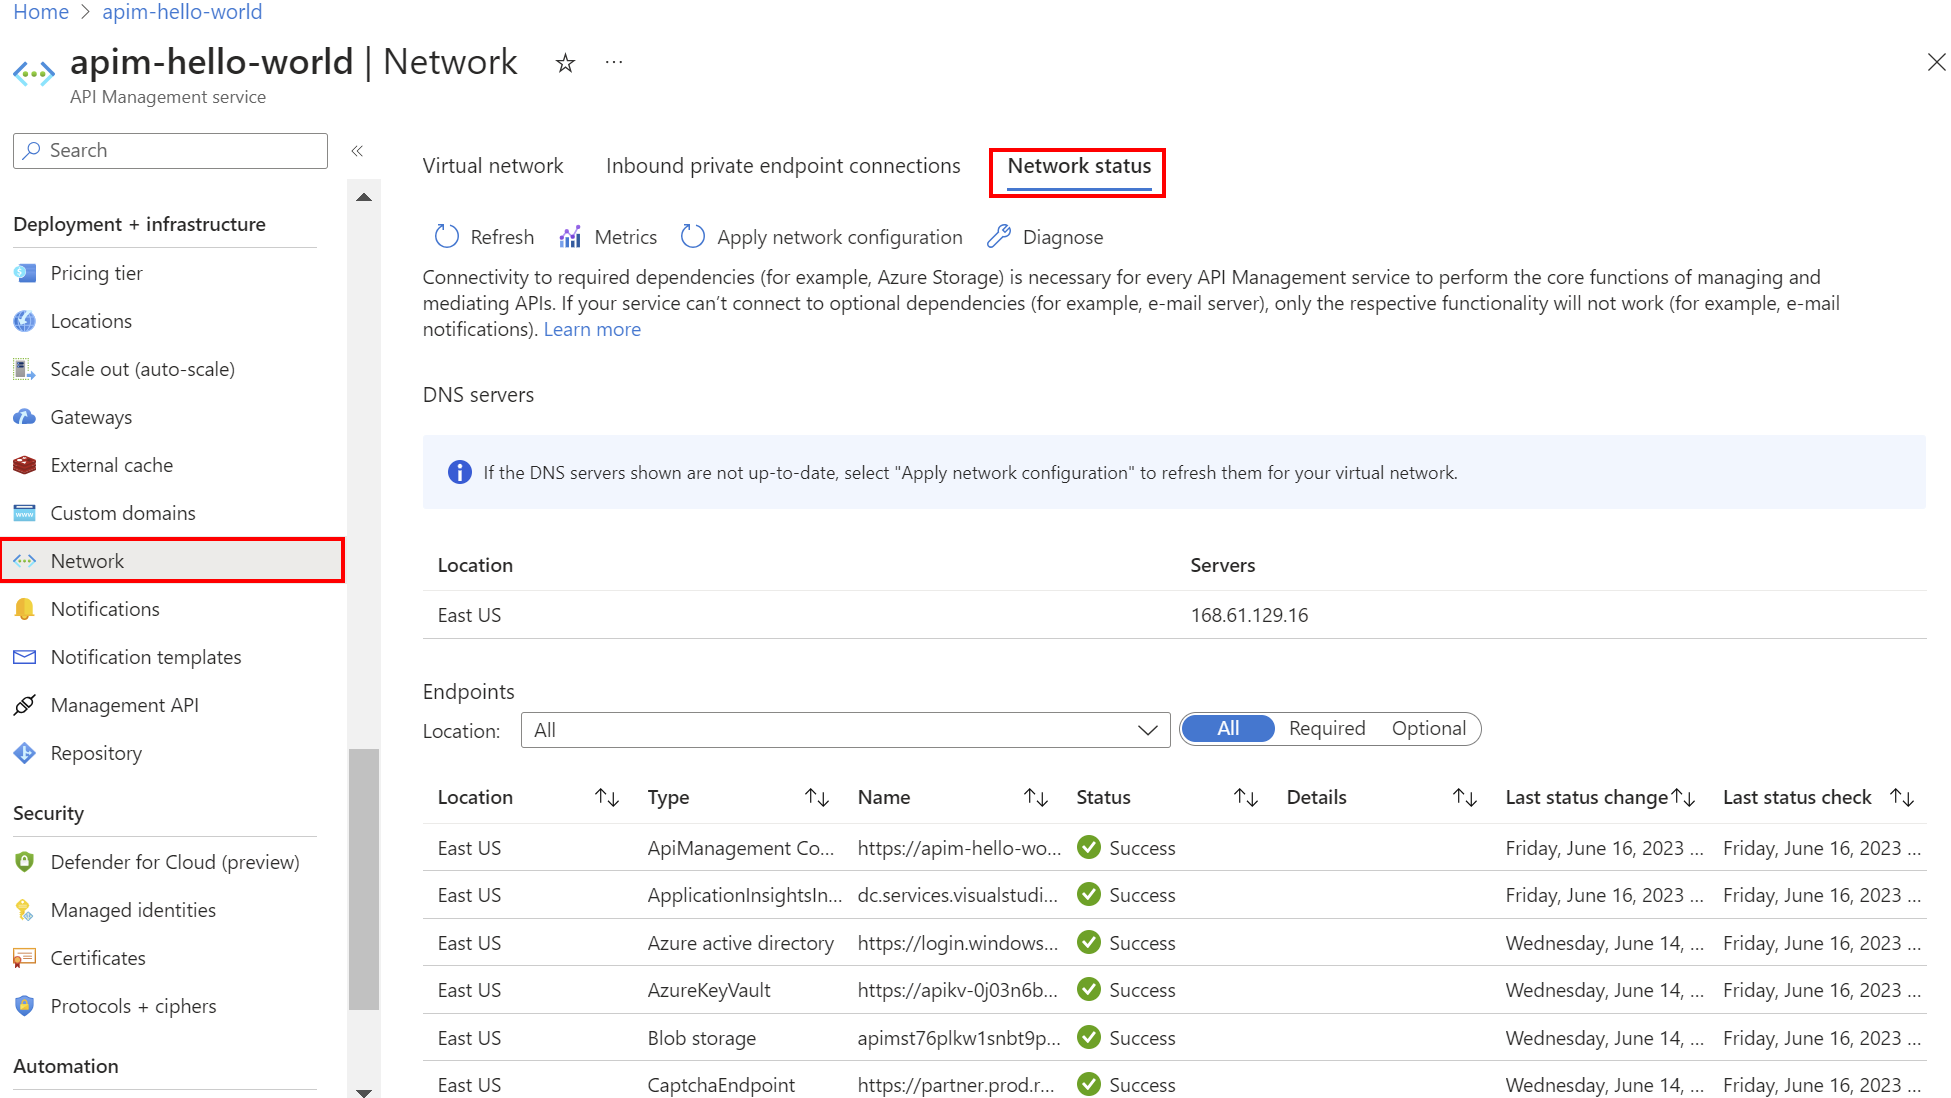 Home > apim-hello-world
apim-hello-world | Network
API Management service
Search
Deployment + infrastructure
Pricing tier
Locations
Scale out (auto-scale)
Gateways
External cache
Custom domains
Network
Notifications
Notification templates
Management API
Repository
Security
Defender for Cloud (preview)
Managed identities
Certificates
Protocols + ciphers
Automation
Virtual network Inbound private endpoint connections Network status
Refresh Metrics Apply network configuration Diagnose
Connectivity to required dependencies (for example, Azure Storage) is necessary for every API Management service to perform the core functions of managing and
mediating APIs. If your service can’t connect to optional dependencies (for example, e-mail server), only the respective functionality will not work (for example, e-mail
notifications). Learn more
DNS servers
If the DNS servers shown are not up-to-date, select "Apply network configuration" to refresh them for your virtual network.
Location Servers
East US 168.61.129.16
Endpoints
Location: All All Required Optional
Location Type Name Status Details Last status change Last status check
East US ApiManagement Co... https://apim-hello-wo... Success Friday, June 16, 2023 ... Friday, June 16, 2023 ...
East US ApplicationInsightsIn... dc.services.visualstudi... Success Friday, June 16, 2023 ... Friday, June 16, 2023 ...
East US Azure active directory https://login.windows... Success Wednesday, June 14, ... Friday, June 16, 2023 ...
East US AzureKeyVault https://apikv-0j03n6b... Success Wednesday, June 14, ... Friday, June 16, 2023 ...
East US Blob storage apimst76plkw1snbt9p... Success Wednesday, June 14, ... Friday, June 16, 2023 ...
East US CaptchaEndpoint https://partner.prod.r... Success Wednesday, June 14, ... Friday, June 16, 2023 ...